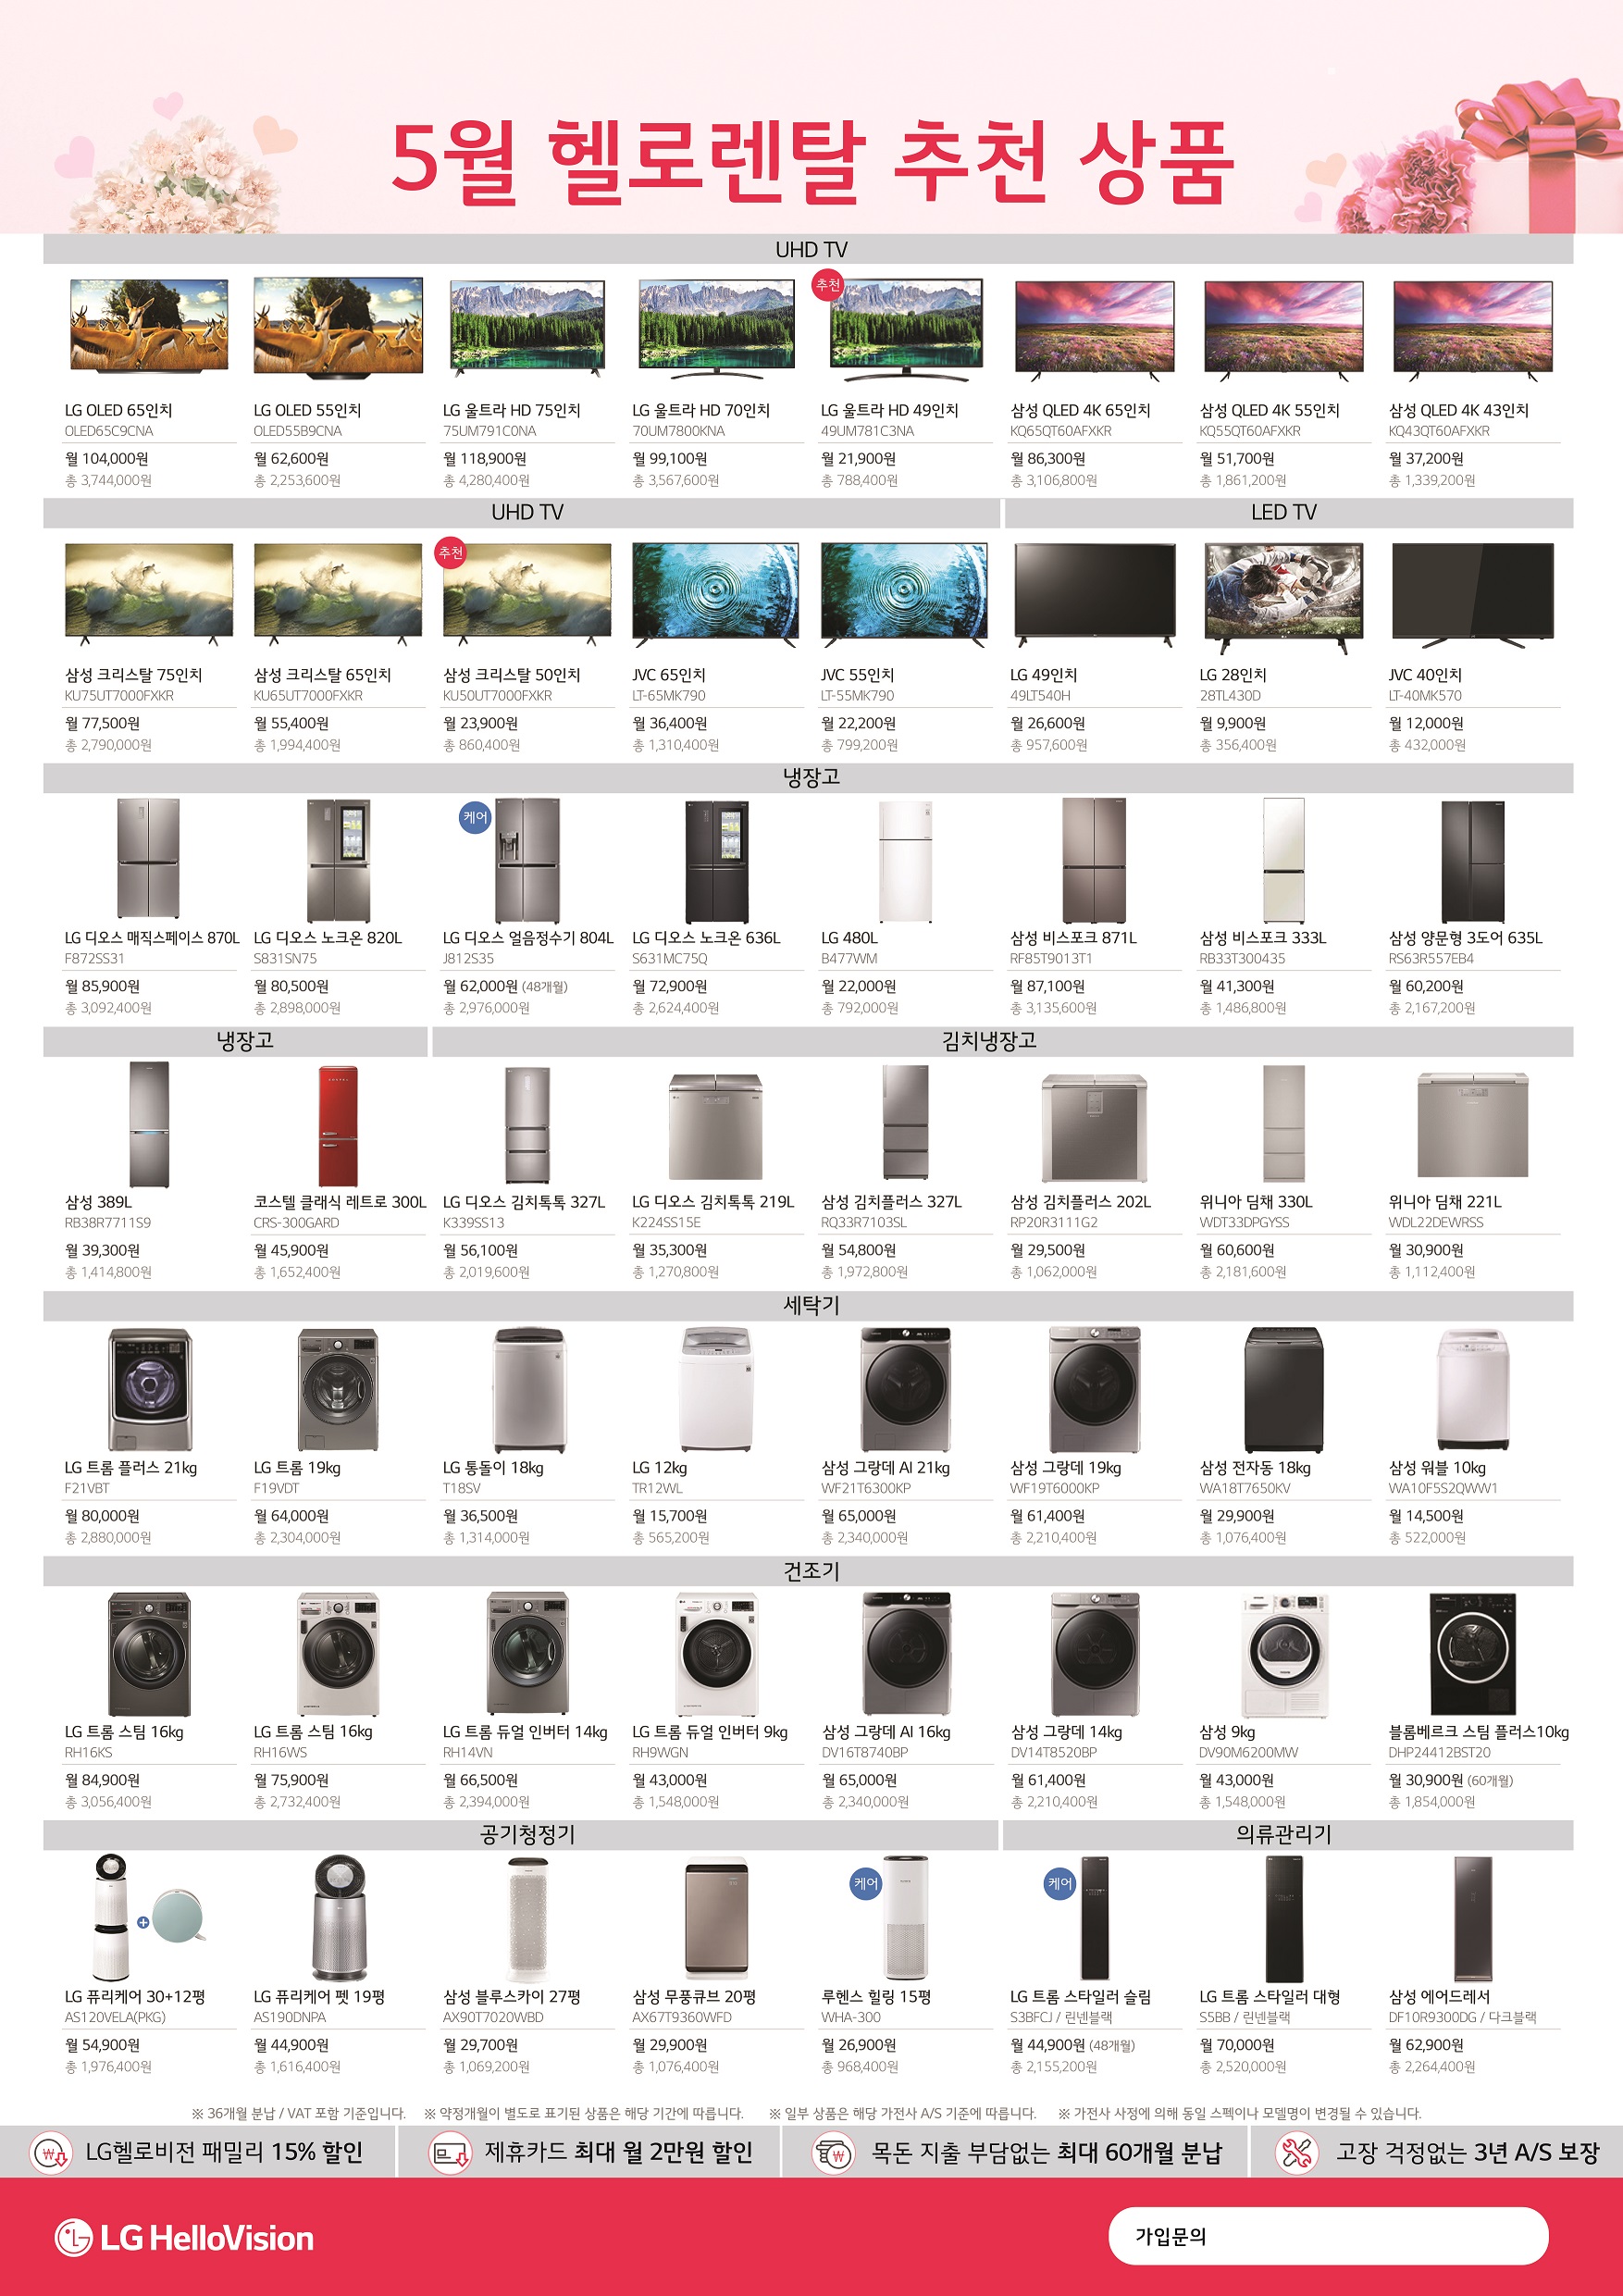 5월 헬로렌탈 추천 상품
UHD TV
추천
LG OLED 65인치
OLED65C9CNA
월 104,000원
총 3,744,000원
LG OLED 55인치
OLED55B9CNA
월 62,600원
총 2,253,600원
LG 울트라 HD 75인치
75UM791C0NA
월 118,900원
총 4,280,400원
LG 울트라 HD 70인치
70UM7800KNA
월 99,100원
총 3,567,600원
LG 울트라 HD 49인치
49UM781C3NA
월 21,900원
총 788,400원
삼성 QLED 4K 65인치
KQ65QT60AFXKR
월 86,300원
총 3,106,800원
삼성 QLED 4K 55인치
KQ55QT60AFXKR
월 51,700원
총 1,861,200원
삼성 QLED 4K 43인치
KQ43QT60AFXKR
월 37,200원
총 1,339,200원
UHD TV
추천
삼성 크리스탈 75인치
KU75UT7000FXKR
월 77,500원
총 2,790,000원
삼성 크리스탈 65인치
KU65UT7000FXKR
월 55,400원
총 1,994,400원
삼성 크리스탈 50인치
KU50UT7000FXKR
월 23,900원
총 860,400원
JVC 65인치
LT-65MK790
월 36,400원
총 1,310,400원
JVC 55인치
LT-55MK790
월 22,200원
총 799,200원
LED TV
LG 49인치
49LT540H
월 26,600원
총 957,600원
LG 28인치
28TL430D
월 9,900원
총 356,400원
JVC 40인치
LT-40MK570
월 12,000원
총 432,000원
냉장고
케어
LG 디오스 매직스페이스 870L
F872SS31
월 85,900원
총 3,092,400원
LG 디오스 노크온 820L
S831SN75
월 80,500원
총 2,898,000원
LG 디오스 얼음정수기 804L
J812S35
월 62,000원 (48개월)
총 2,976,000원
LG 디오스 노크온 636L
S631MC75Q
월 72,900원
총 2,624,400원
LG 480L
B477WM
월 22,000원
총 792,000원
삼성 비스포크 871L
RF85T9013T1
월 87,100원
총 3,135,600원
삼성 비스포크 333L
RB33T300435
월 41,300원
총 1,486,800원
삼성 양문형 3도어 635L
RS63R557EB4
월 60,200원
총 2,167,200원
냉장고
삼성 389L
RB38R7711S9
월 39,300원
총 1,414,800원
코스텔 클래식 레트로 300L
CRS-300GARD
월 45,900원
총 1,652,400원
김치냉장고
LG 디오스 김치톡톡 327L
K339SS13
월 56,100원
총 2,019,600원
LG 디오스 김치톡톡 219L
K224SS15E
월 35,300원
총 1,270,800원
삼성 김치플러스 327L
RQ33R7103SL
월 54,800원
총 1,972,800원
삼성 김치플러스 202L
RP20R3111G2
월 29,500원
총 1,062,000원
위니아 딤채 330L
WDT33DPGYSS
월 60,600원
총 2,181,600원
위니아 딤채 221L
WDL22DEWRSS
월 30,900원
총 1,112,400원
세탁기
LG 트롬 플러스 21kg
F21VBT
월 80,000원
총 2,880,000원
LG 트롬 19kg
F19VDT
월 64,000원
총 2,304,000원
LG 통돌이 18kg
T18SV
월 36,500원
총 1,314,000원
LG 12kg
TR12WL
월 15,700원
총 565,200원
삼성 그랑데 AI 21kg
WF21T6300KP
월 65,000원
총 2,340,000원
삼성 그랑데 19kg
WF19T6000KP
월 61,400원
총 2,210,400원
삼성 전자동 18kg
WA18T7650KV
월 29,900원
총 1,076,400원
삼성 워블 10kg
WA10F5S2QWW1
월 14,500원
총 522,000원
건조기
LG 트롬 스팀 16kg
RH16KS
월 84,900원
총 3,056,400원
LG 트롬 스팀 16kg
RH16WS
월 75,900원
총 2,732,400원
LG 트롬 듀얼 인버터 14kg
RH14VN
월 66,500원
총 2,394,000원
LG 트롬 듀얼 인버터 9kg
RH9WGN
월 43,000원
총 1,548,000원
삼성 그랑데 AI 16kg
DV16T8740BP
월 65,000원
총 2,340,000원
삼성 그랑데 14kg
DV14T8520BP
월 61,400원
총 2,210,400원
삼성 9kg
DV90M6200MW
월 43,000원
총 1,548,000원
블롬베르크 스팀 플러스10kg
DHP24412BST20
월 30,900원 (60개월)
총 1,854,000원
공기청정기
케어
LG 퓨리케어 30+12평
AS120VELA(PKG)
월 54,900원
총 1,976,400원
LG 퓨리케어 펫 19평
AS190DNPA
월 44,900원
총 1,616,400원
삼성 블루스카이 27평
AX90T7020WBD
월 29,700원
총 1,069,200원
삼성 무풍큐브 20평
AX67T9360WFD
월 29,900원
총 1,076,400원
루헨스 힐링 15평
WHA-300
월 26,900원
총 968,400원
의류관리기
케어
LG 트롬 스타일러 슬림
S3BFCJ / 린넨블랙
월 44,900원 (48개월)
총 2,155,200원
LG 트롬 스타일러 대형
S5BB / 린넨블랙
월 70,000원
총 2,520,000원
삼성 에어드레서
DF10R9300DG / 다크블랙
월 62,900원
총 2,264,400원
※ 36개월 분납 / VAT 포함 기준입니다. ※ 약정개월이 별도로 표기된 상품은 해당 기간에 따릅니다. ※ 일부 상품은 해당 가전사 A/S 기준에 따릅니다. ※ 가전사 사정에 의해 동일 스펙이나 모델명이 변경될 수 있습니다.
LG헬로비전 패밀리 15% 할인
제휴카드 최대 월 2만원 할인
목돈 지출 부담없는 최대 60개월 분납
고장 걱정없는 3년 A/S 보장
LG HelloVision
가입문의